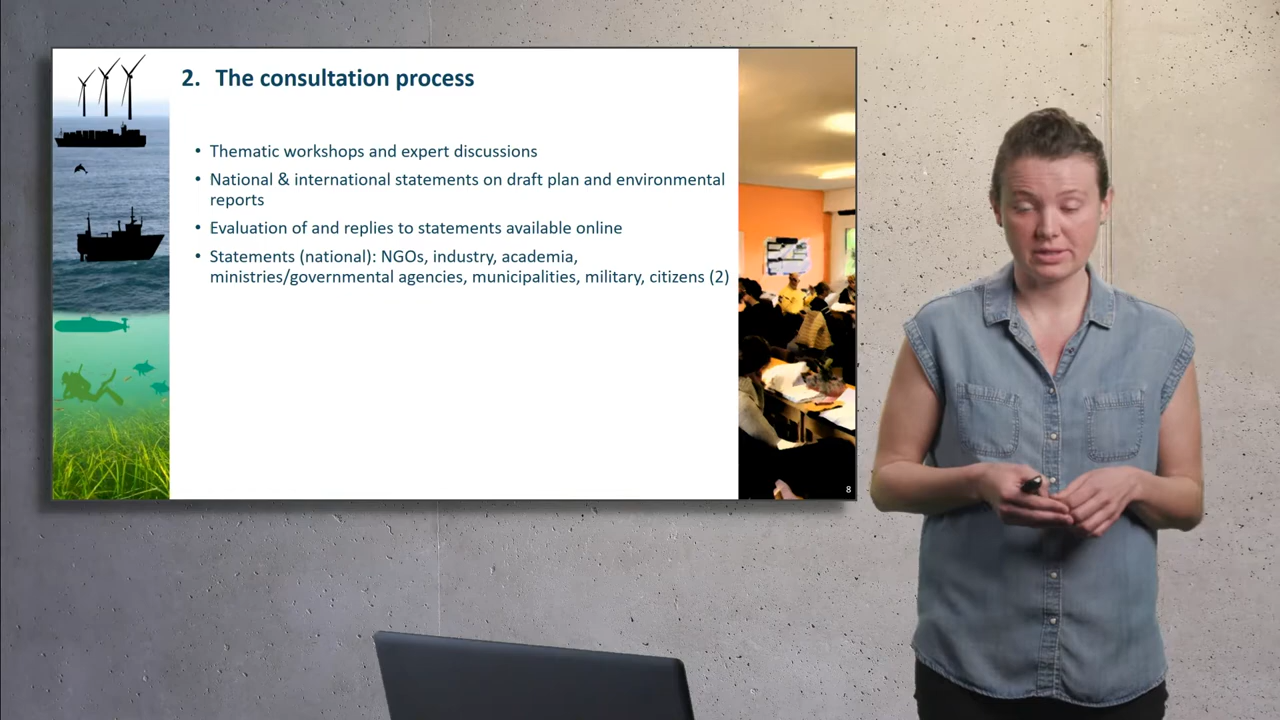 2. The consultation process
• Thematic workshops and expert discussions
• National & international statements on draft plan and environmental
reports
• Evaluation of and replies to statements available online
• Statements (national): NGOs, industry, academia,
ministries/governmental agencies, municipalities, military, citizens (2)
8